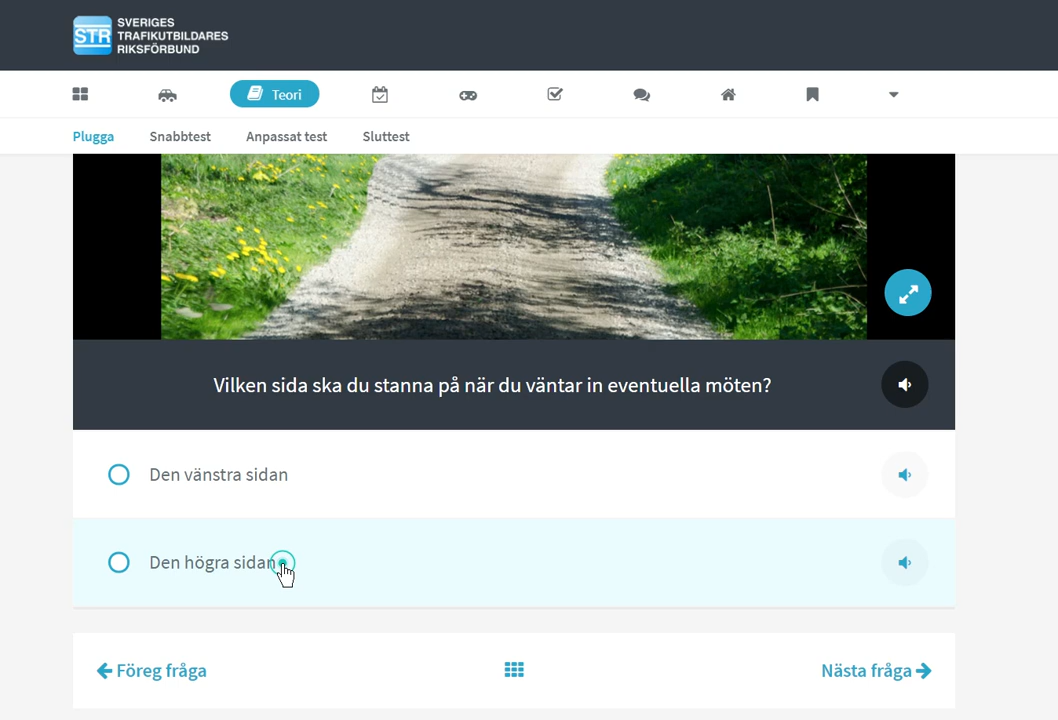 STR
SVERIGES
TRAFIKUTBILDARES
RIKSFÖRBUND
Teori
Plugga
Snabbtest
Anpassat test
Sluttest
Vilken sida ska du stanna på när du väntar in eventuella möten?
Den vänstra sidan
Den högra sidan
Föreg fråga
Nästa fråga